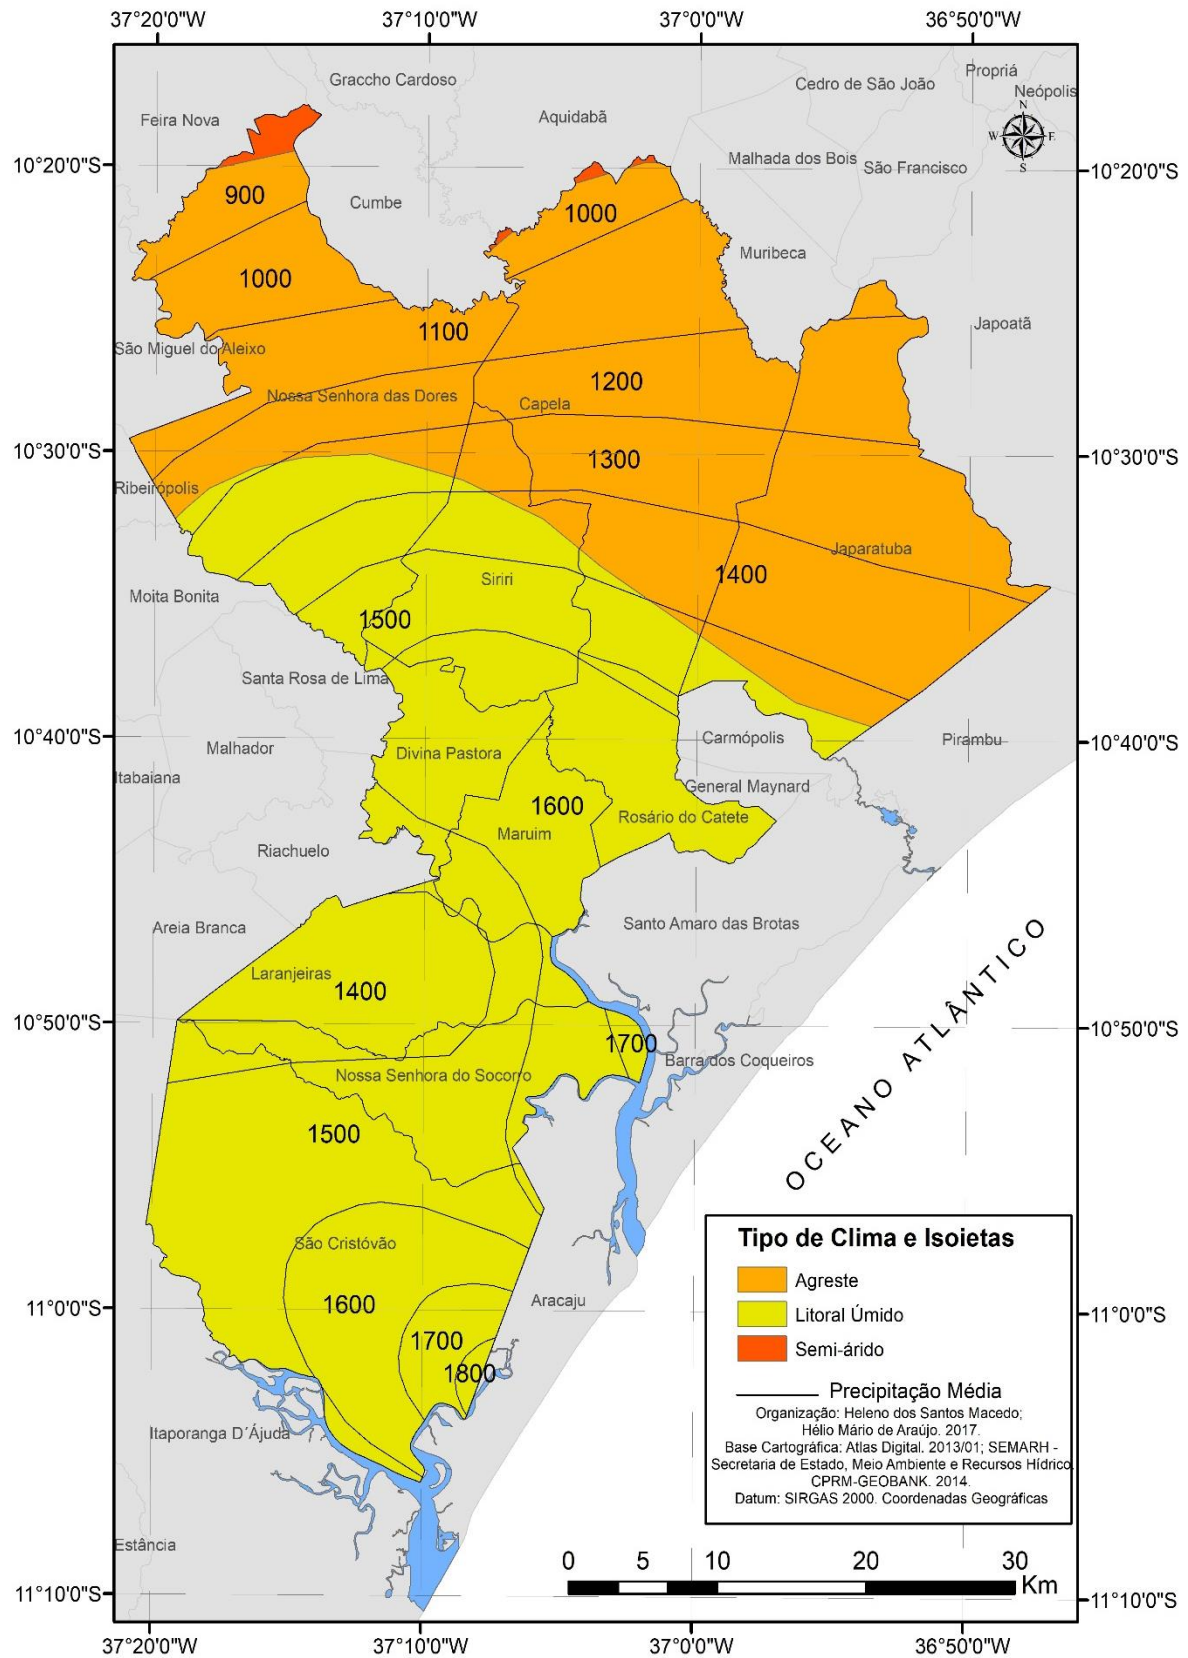 37°20'0"W 37°10'0"W 37°0'0"W 36°50'0"W
Graccho Cardoso
Propriá
Cedro de São João
Neópolis
Feira Nova
Aquidabã
N
W E
S
10°20'0"S
Malhada dos Bois
São Francisco
10°20'0"S
900
Cumbe
1000
Muribeca
1000
1100
Japoatã
São Miguel do Aleixo
1200
Nossa Senhora das Dores
Capela
10°30'0"S
1300
10°30'0"S
Ribeirópolis
Japaratuba
1400
Siriri
Moita Bonita
1500
Santa Rosa de Lima
10°40'0"S
Malhador
Divina Pastora
Carmópolis
Pirambu
10°40'0"S
Itabaiana
General Maynard
1600
Rosário do Catete
Maruim
Riachuelo
Areia Branca
Santo Amaro das Brotas
Laranjeiras
1400
OCEANO ATLÂNTICO
10°50'0"S
10°50'0"S
1700
Barra dos Coqueiros
Nossa Senhora do Socorro
1500
São Cristóvão
Tipo de Clima e Isoietas
Agreste
Litoral Úmido
Semi-árido
11°0'0"S
1600
Aracaju
11°0'0"S
1700
1800
Precipitação Média
Organização: Heleno dos Santos Macedo;
Hélio Mário de Araújo. 2017.
Base Cartográfica: Atlas Digital. 2013/01; SEMARH -
Secretaria de Estado, Meio Ambiente e Recursos Hídrico.
CPRM-GEOBANK. 2014.
Datum: SIRGAS 2000. Coordenadas Geográficas
Itaporanga D´Ájuda
Estância
0 5 10 20 30
Km
11°10'0"S
11°10'0"S
37°20'0"W 37°10'0"W 37°0'0"W 36°50'0"W